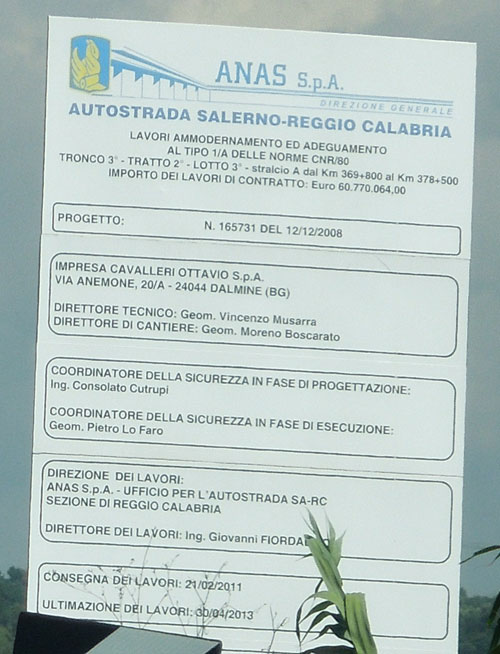 ANAS S.p.A.
DIREZIONE GENERALE
AUTOSTRADA SALERNO-REGGIO CALABRIA
LAVORI AMMODERNAMENTO ED ADEGUAMENTO
AL TIPO 1/A DELLE NORME CNR/80
TRONCO 3° - TRATTO 2° - LOTTO 3° - stralcio A dal Km 369+800 al Km 378+500
IMPORTO DEI LAVORI DI CONTRATTO: Euro 60.770.064,00
PROGETTO: N. 165731 DEL 12/12/2008
IMPRESA CAVALLERI OTTAVIO S.p.A.
VIA ANEMONE, 20/A - 24044 DALMINE (BG)
DIRETTORE TECNICO: Geom. Vincenzo Musarra
DIRETTORE DI CANTIERE: Geom. Moreno Boscarato
COORDINATORE DELLA SICUREZZA IN FASE DI PROGETTAZIONE:
Ing. Consolato Cutrupi
COORDINATORE DELLA SICUREZZA IN FASE DI ESECUZIONE:
Geom. Pietro Lo Faro
DIREZIONE DEI LAVORI:
ANAS S.p.A. - UFFICIO PER L'AUTOSTRADA SA-RC
SEZIONE DI REGGIO CALABRIA
DIRETTORE DEI LAVORI: Ing. Giovanni
CONSEGNA DEI LAVORI: 21/02/2011
ULTIMAZIONE DEI LAVORI: 30/04/2013